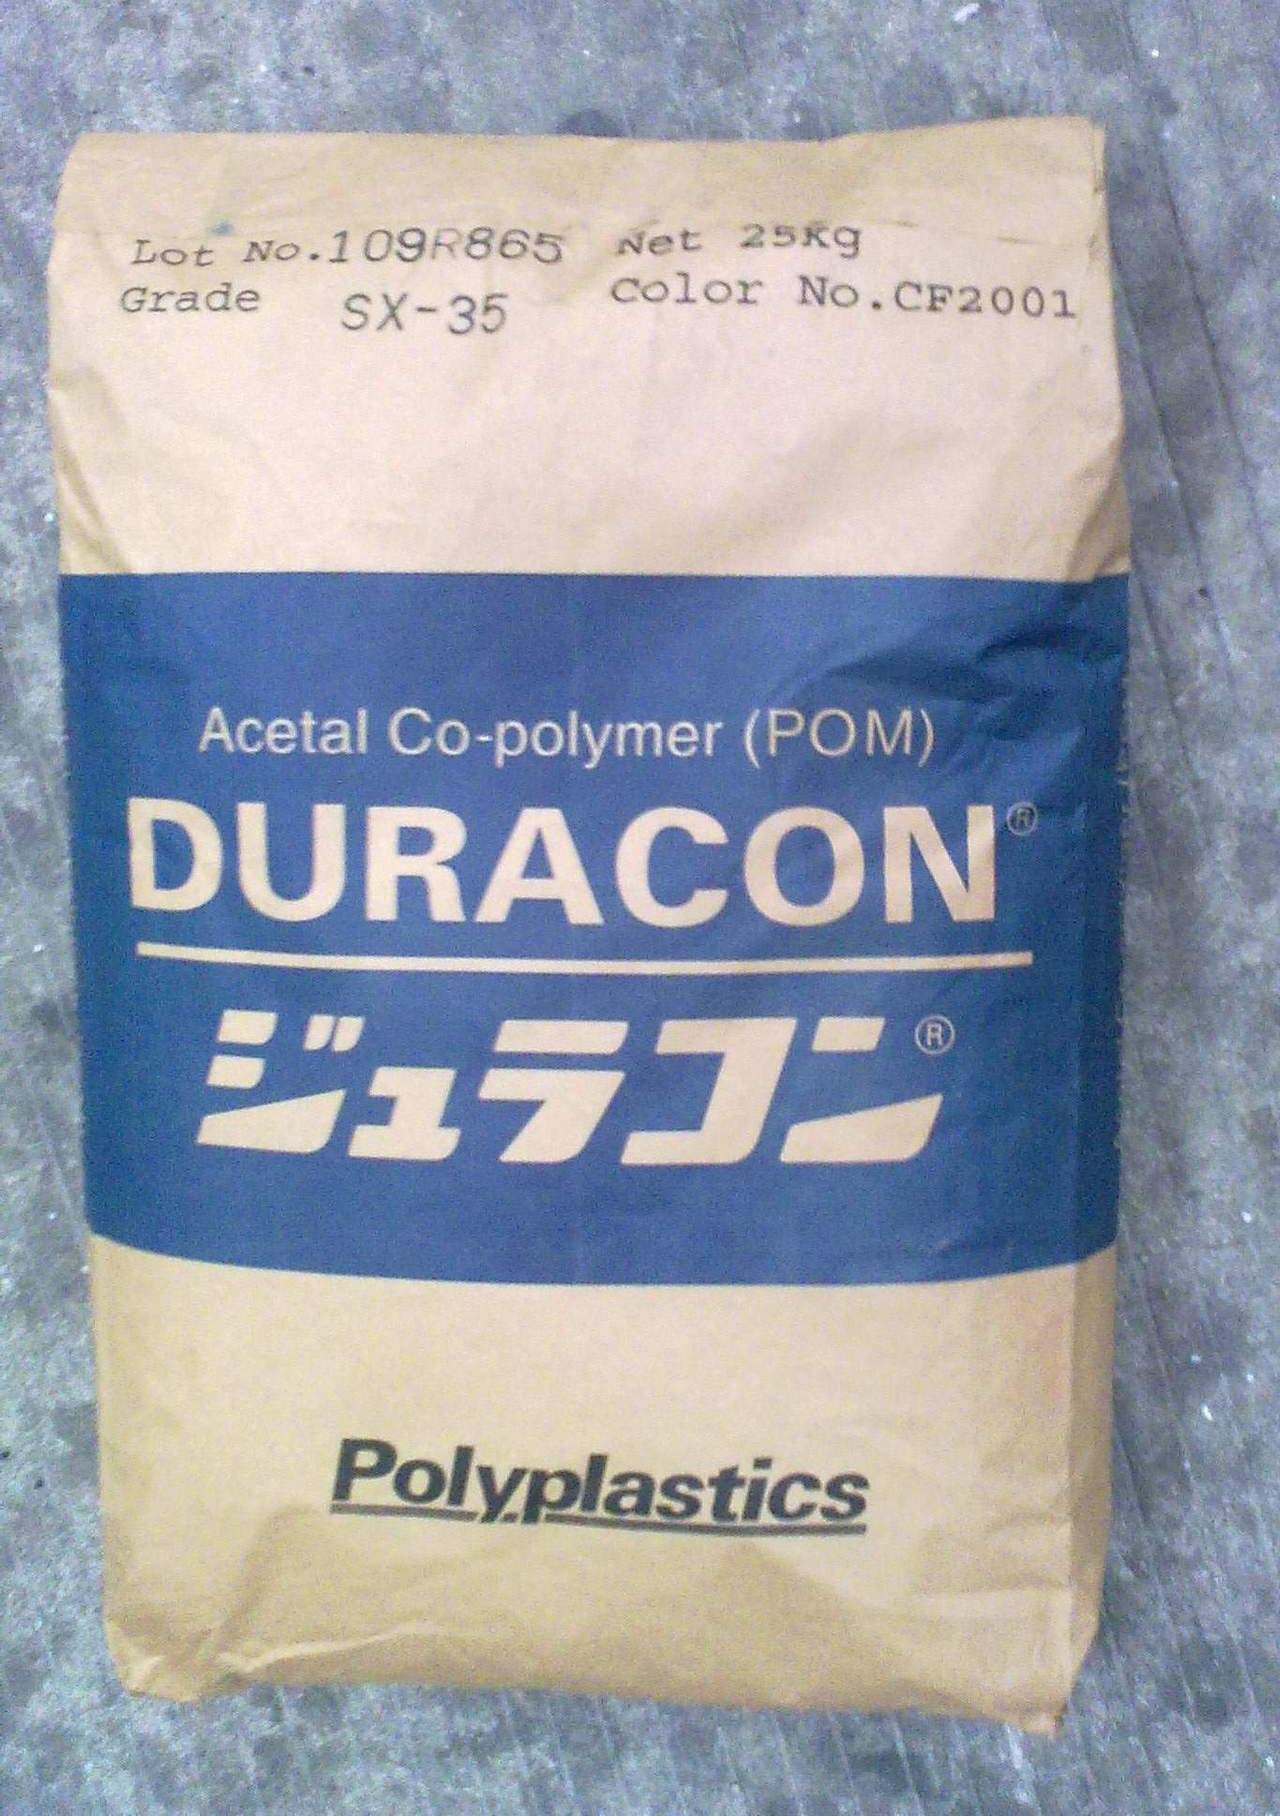 Lot No.109R865 Net 25Kg
Grade SX-35 Color No.CF2001
Acetal Co-polymer (POM)
DURACON®
ジュラコン®
Polyplastics